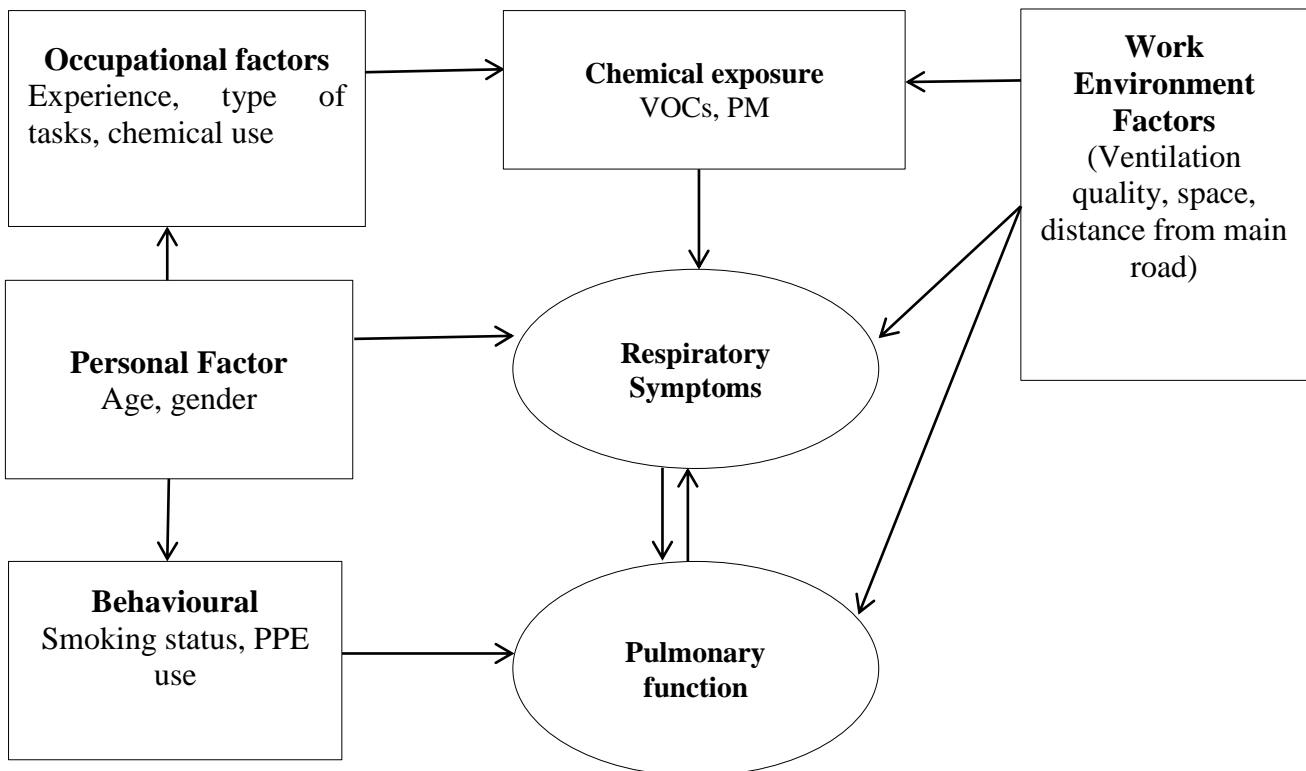 Occupational factors
Experience, type of
tasks, chemical use
Chemical exposure
VOCs, PM
Work
Environment
Factors
(Ventilation
quality, space,
distance from main
road)
Personal Factor
Age, gender
Respiratory
Symptoms
Behavioural
Smoking status, PPE
use
Pulmonary
function